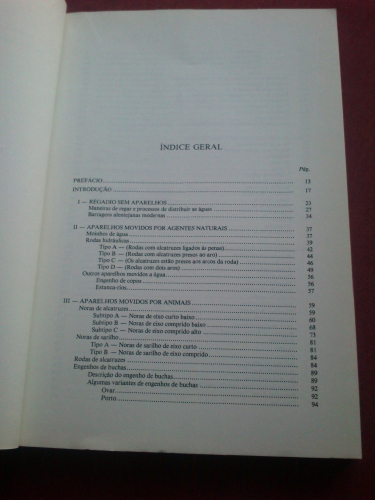 ÍNDICE GERAL
Pág.
PREFÁCIO 11
INTRODUÇÃO 17
I — REGADIO SEM APARELHOS 21
Maneiras de regar e processos de distribuir as águas 27
Barragens alentejanas modernas 34
II — APARELHOS MOVIDOS POR AGENTES NATURAIS 37
Moinhos de água 37
Rodas hidráulicas 39
Tipo A — (Rodas com alcatruzes ligados às penas) 42
Tipo B — (Rodas com alcatruzes presos ao aro) 44
Tipo C — (Os alcatruzes estão presos aos arcos da roda) 46
Tipo D — (Rodas com dois aros) 49
Outros aparelhos movidos a água 56
Engenho de copos 56
Estanca-rios 57
III — APARELHOS MOVIDOS POR ANIMAIS 59
Noras de alcatruzes 59
Subtipo A — Noras de eixo curto baixo 60
Subtipo B — Noras de eixo comprido baixo 68
Subtipo C — Noras de eixo comprido alto 73
Noras de sarilho 81
Tipo A — Noras de sarilho de eixo curto 81
Tipo B — Noras de sarilho de eixo comprido 84
Rodas de alcatruzes 84
Engenhos de buchas 89
Descrição do engenho de buchas 89
Algumas variantes de engenhos de buchas 92
Ovar 92
Porto 94